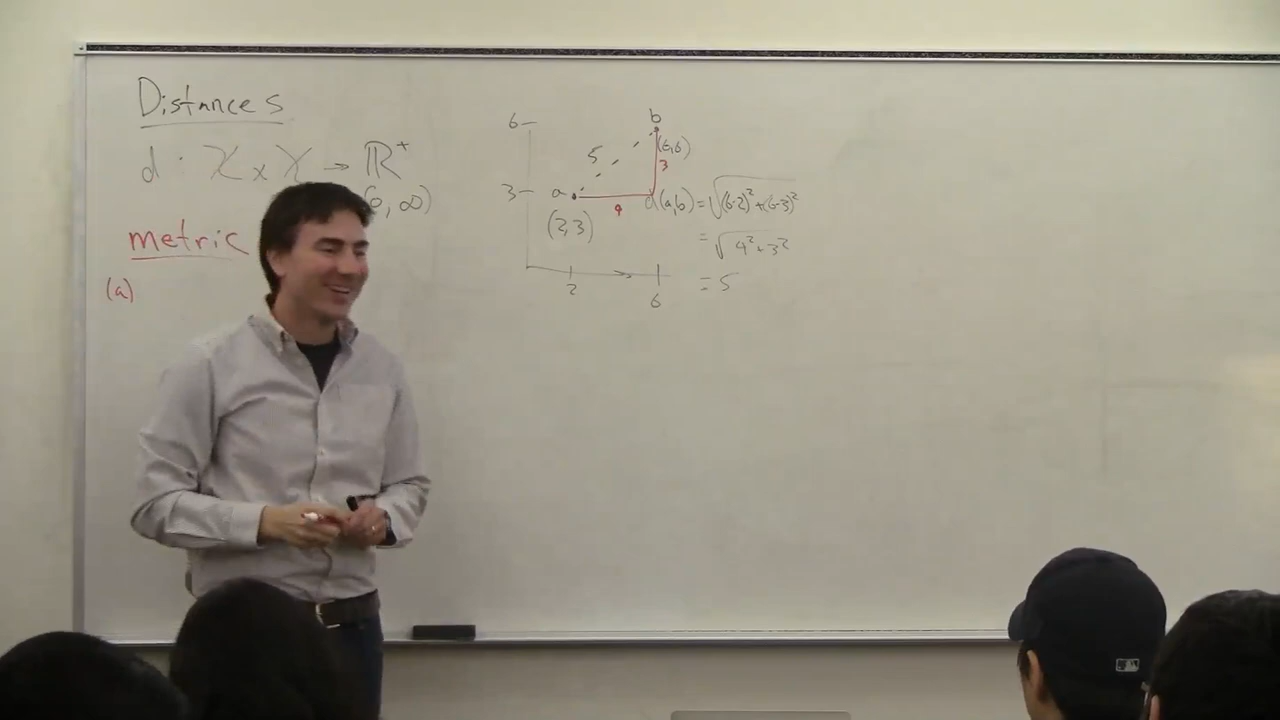 Distances
d : X x X → ℝ⁺
(0, ∞)
metric
(a)
6
b
(6,6)
5
3
3
a
(2,3)
4
d(a,b) = √(6-2)² + (6-3)²
= √4² + 3²
= 5
2
6